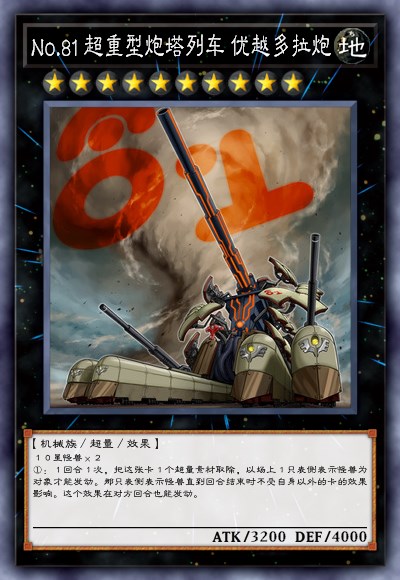 No.81 超重型炮塔列车 优越多拉炮 地
81
【机械族／超量／效果】
１０星怪兽×２
①：１回合１次，把这张卡１个超量素材取除，以场上１只表侧表示怪兽为
对象才能发动。那只表侧表示怪兽直到回合结束时不受自身以外的卡的效果
影响。这个效果在对方回合也能发动。
ATK/3200 DEF/4000